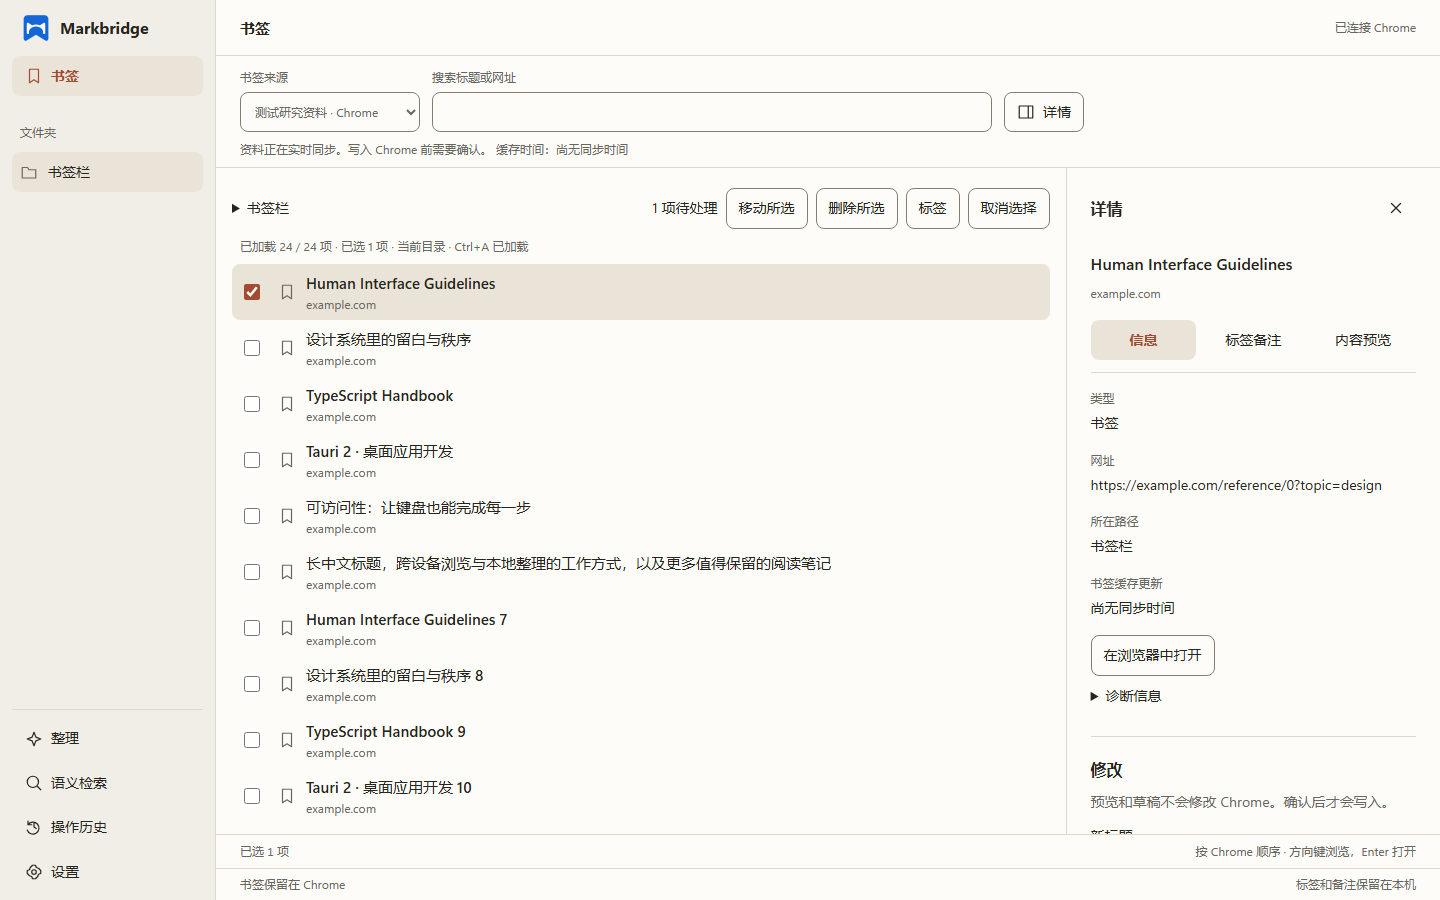 Markbridge
书签
文件夹
书签栏
整理
语义检索
操作历史
设置
书签
已连接 Chrome
书签来源
搜索标题或网址
测试研究资料 · Chrome
详情
资料正在实时同步。写入 Chrome 前需要确认。 缓存时间：尚无同步时间
书签栏
1 项待处理
移动所选
删除所选
标签
取消选择
已加载 24 / 24 项 · 已选 1 项 · 当前目录 · Ctrl+A 已加载
Human Interface Guidelines
example.com
设计系统里的留白与秩序
example.com
TypeScript Handbook
example.com
Tauri 2 · 桌面应用开发
example.com
可访问性：让键盘也能完成每一步
example.com
长中文标题，跨设备浏览与本地整理的工作方式，以及更多值得保留的阅读笔记
example.com
Human Interface Guidelines 7
example.com
设计系统里的留白与秩序 8
example.com
TypeScript Handbook 9
example.com
Tauri 2 · 桌面应用开发 10
example.com
详情
Human Interface Guidelines
example.com
信息
标签备注
内容预览
类型
书签
网址
https://example.com/reference/0?topic=design
所在路径
书签栏
书签缓存更新
尚无同步时间
在浏览器中打开
诊断信息
修改
预览和草稿不会修改 Chrome。确认后才会写入。
新标题
已选 1 项
按 Chrome 顺序 · 方向键浏览，Enter 打开
书签保留在 Chrome
标签和备注保留在本机